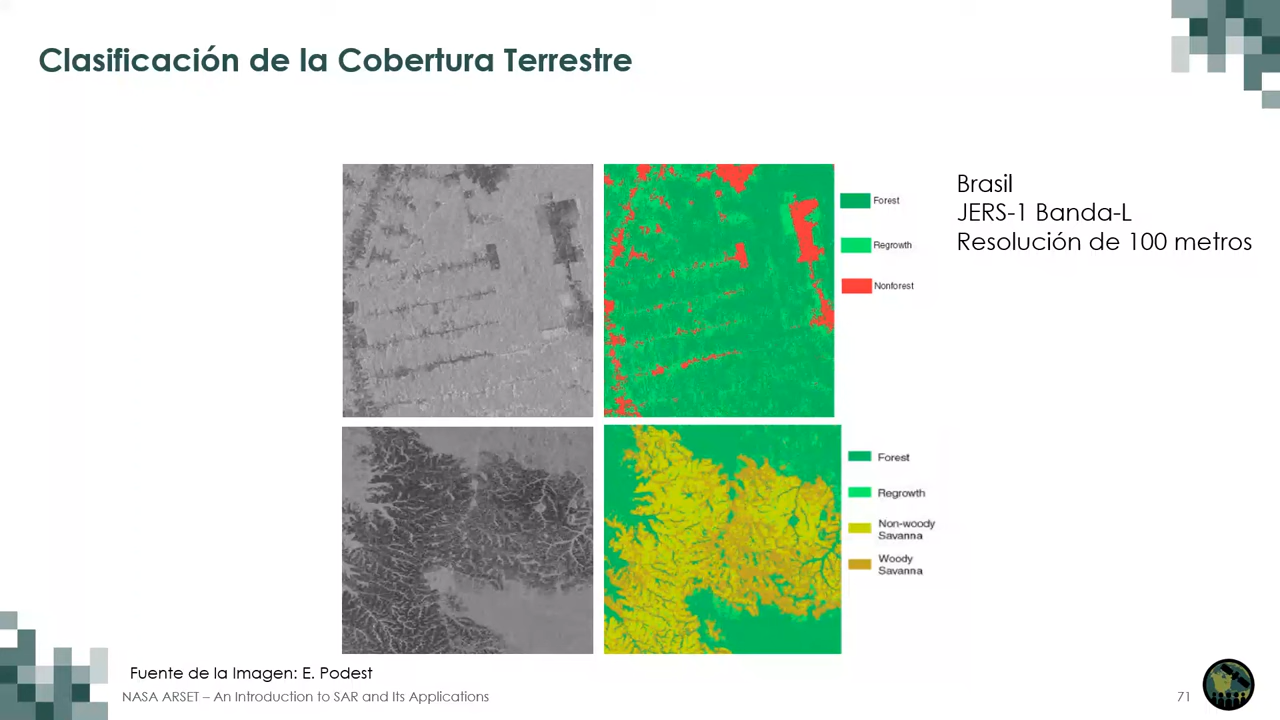 Clasificación de la Cobertura Terrestre
Forest
Regrowth
Nonforest
Brasil
JERS-1 Banda-L
Resolución de 100 metros
Forest
Regrowth
Non-woody
Savanna
Woody
Savanna
Fuente de la Imagen: E. Podest
NASA ARSET – An Introduction to SAR and Its Applications
71